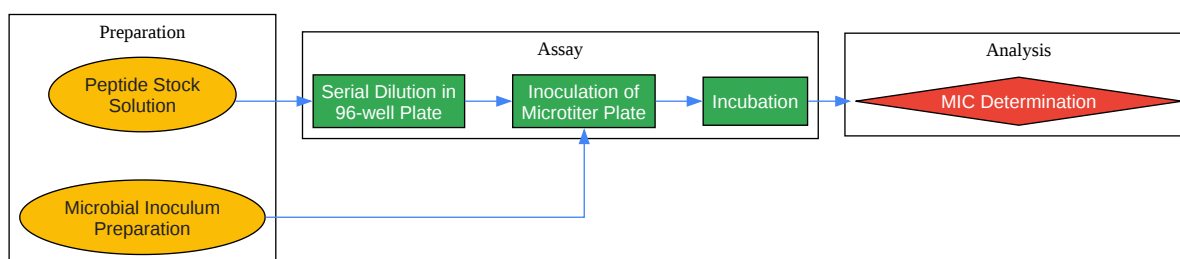 Preparation
Peptide Stock
Solution
Microbial Inoculum
Preparation
Assay
Serial Dilution in
96-well Plate
Inoculation of
Microtiter Plate
Incubation
Analysis
MIC Determination